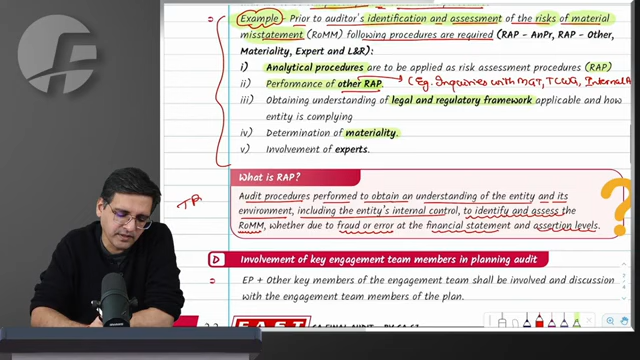 Example - Prior to auditor's identification and assessment of the risks of material
misstatement (RoMM) following procedures are required (RAP - AnPr, RAP - Other,
Materiality, Expert and L&R):
i) Analytical procedures are to be applied as risk assessment procedures (RAP)
ii) Performance of other RAP. (Eg. Inquiries with MGT, TCWG, Internal A
iii) Obtaining understanding of legal and regulatory framework applicable and how
entity is complying
iv) Determination of materiality.
v) Involvement of experts.
What is RAP?
TR
Audit procedures performed to obtain an understanding of the entity and its
environment, including the entity's internal control, to identify and assess the
RoMM, whether due to fraud or error at the financial statement and assertion levels.
?
D Involvement of key engagement team members in planning audit
EP + Other key members of the engagement team shall be involved and discussion
with the engagement team members of the plan.
FAST